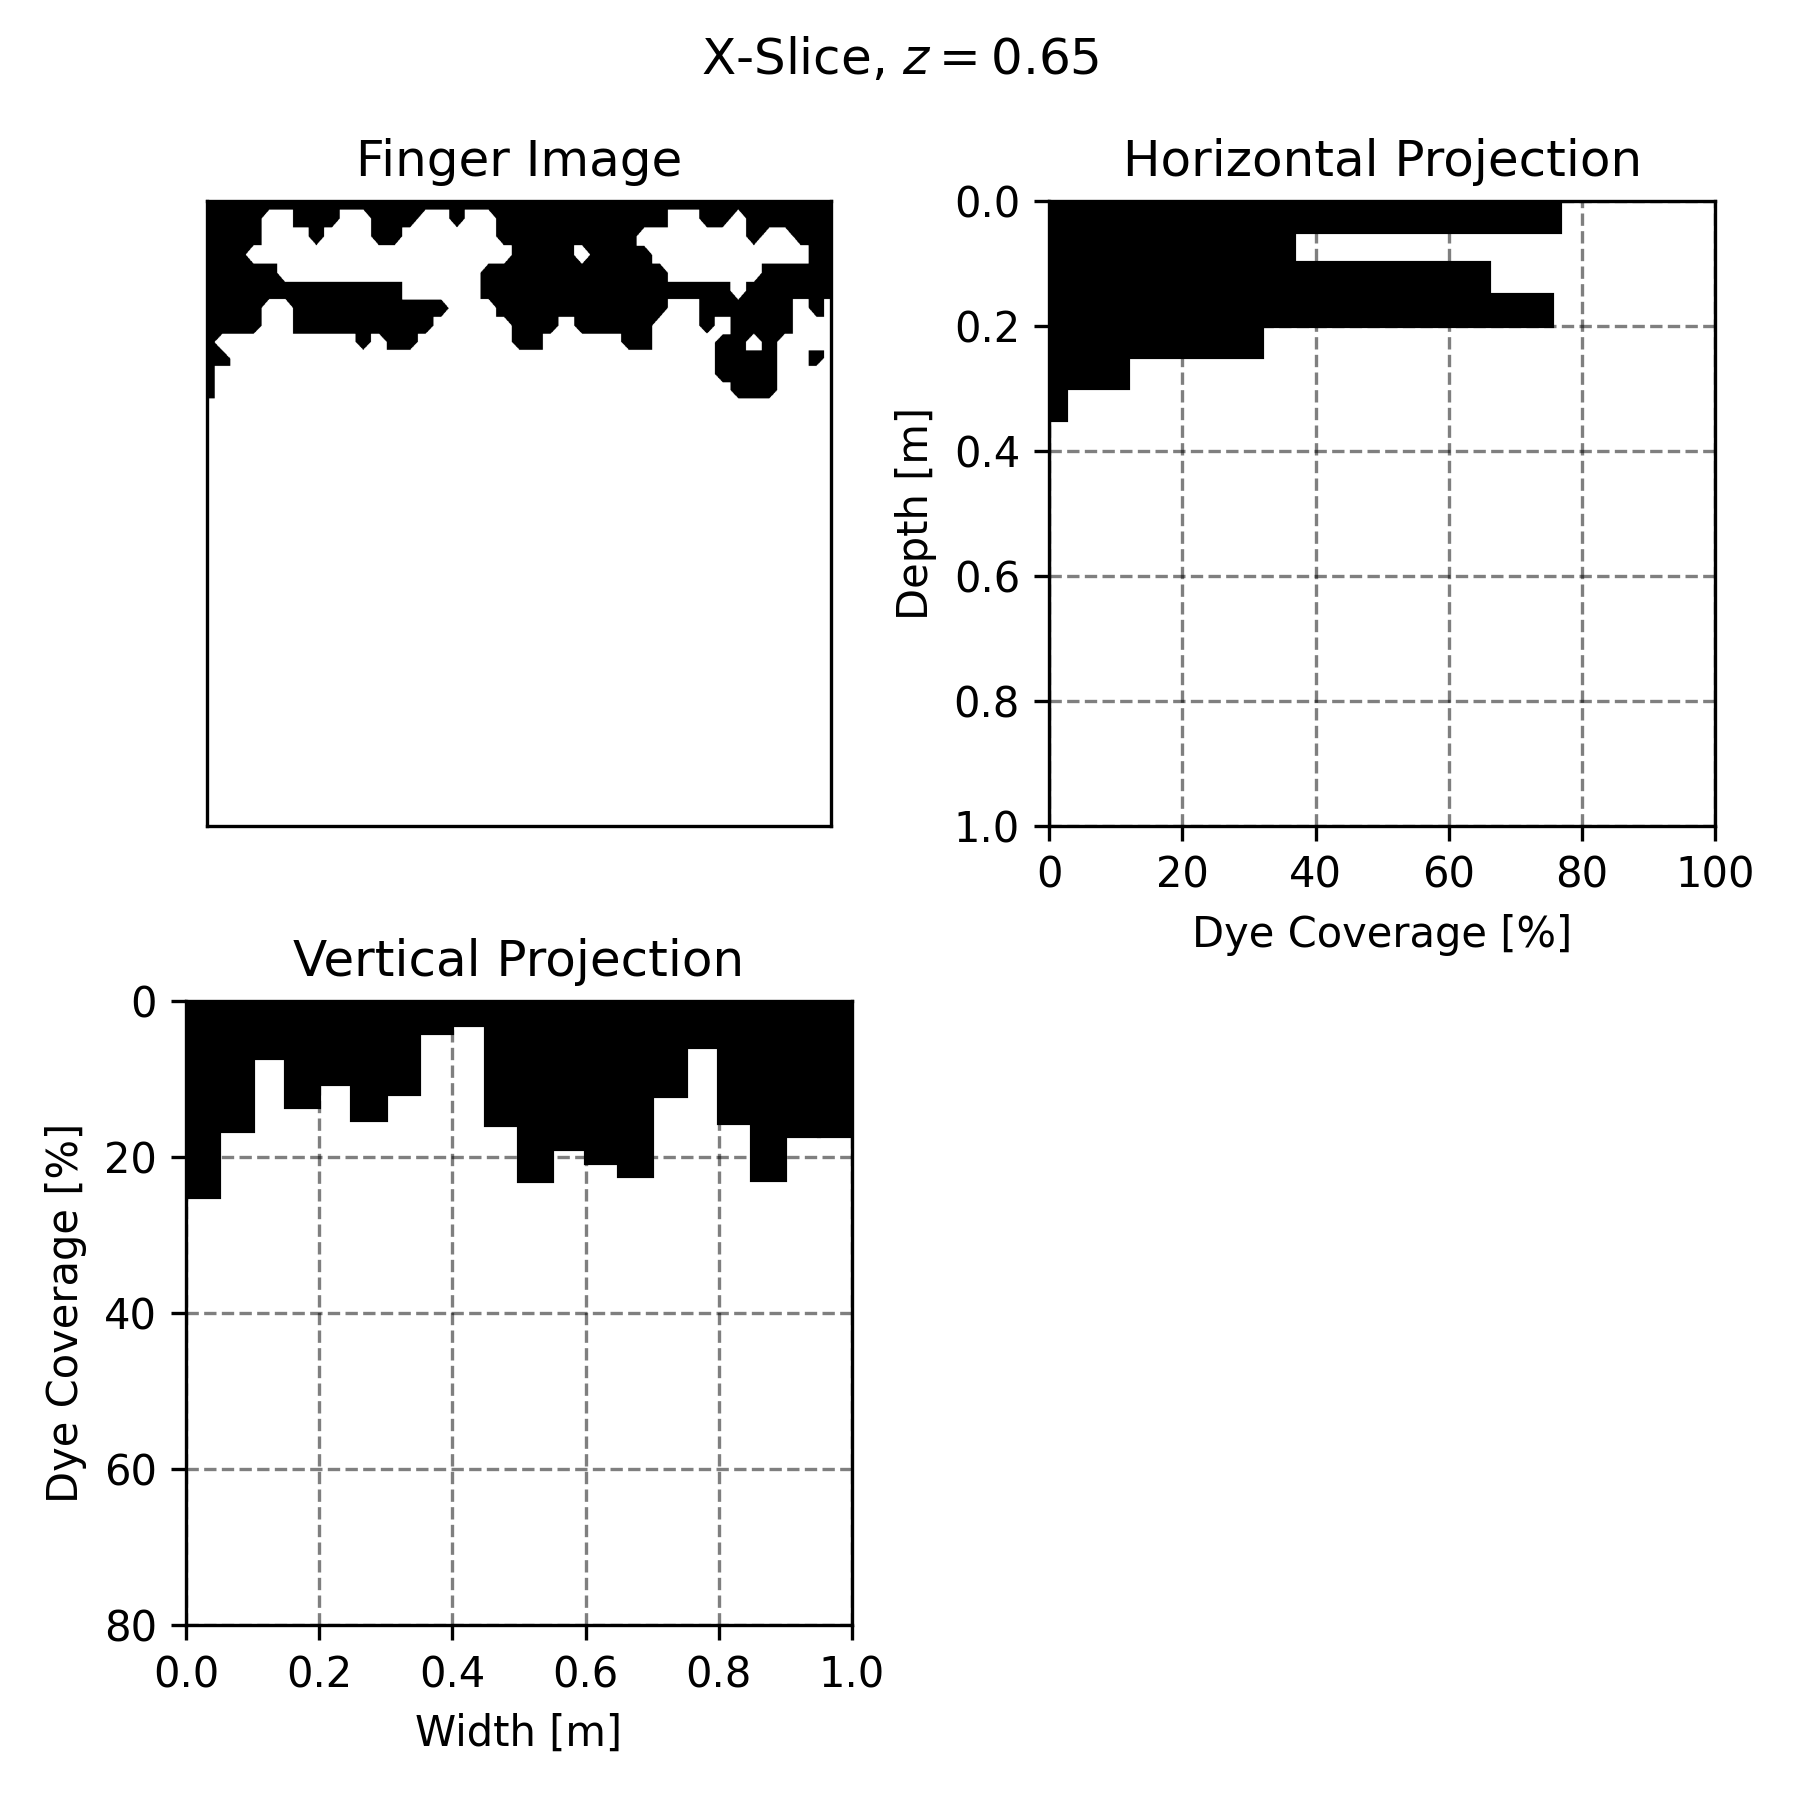 X-Slice, z = 0.65
Finger Image
Horizontal Projection
0.0
0.2
0.4
0.6
0.8
1.0
Depth [m]
0 20 40 60 80 100
Dye Coverage [%]
Vertical Projection
0
20
40
60
80
Dye Coverage [%]
0.0 0.2 0.4 0.6 0.8 1.0
Width [m]